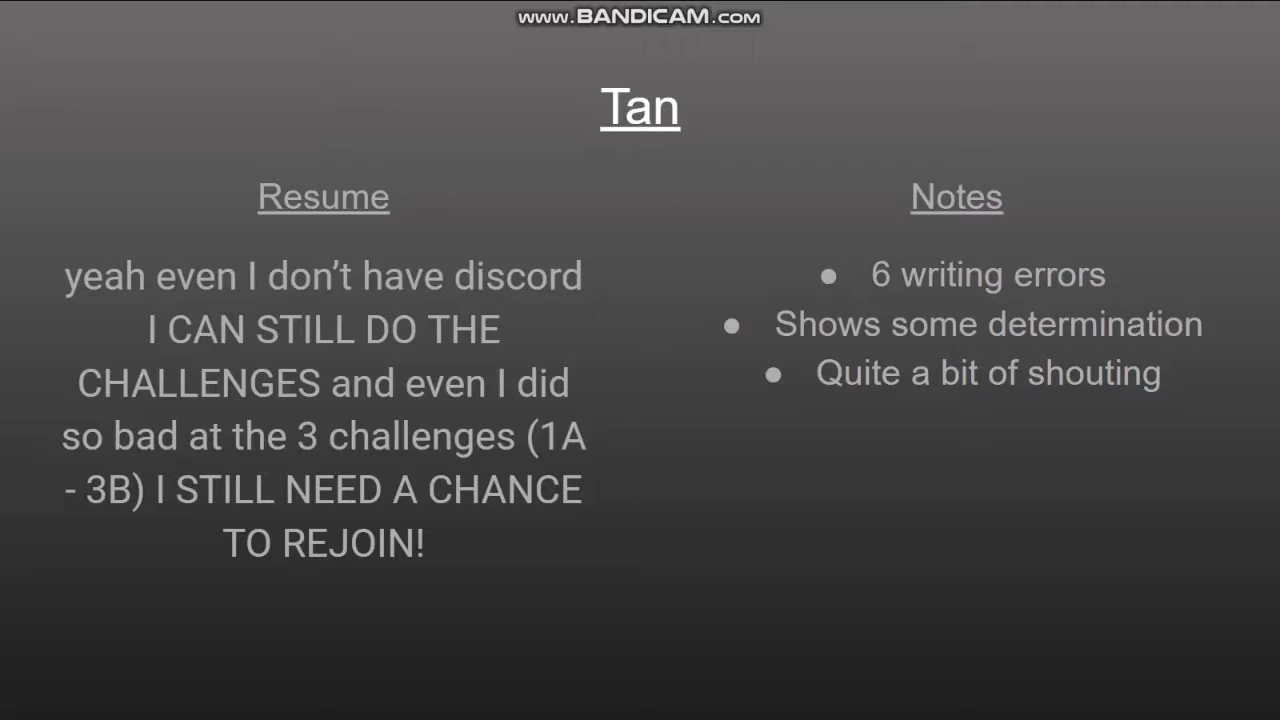 www.BANDICAM.com
Tan
Resume
yeah even I don’t have discord
I CAN STILL DO THE
CHALLENGES and even I did
so bad at the 3 challenges (1A
- 3B) I STILL NEED A CHANCE
TO REJOIN!
Notes
● 6 writing errors
● Shows some determination
● Quite a bit of shouting